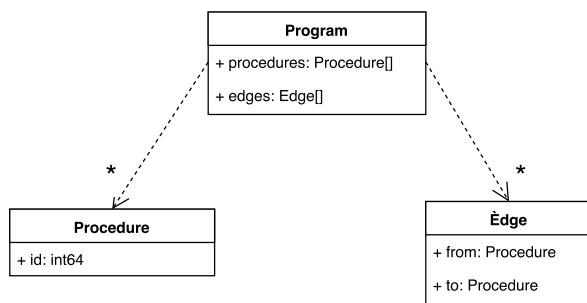 Program
+ procedures: Procedure[]
+ edges: Edge[]
*
*
Procedure
+ id: int64
Èdge
+ from: Procedure
+ to: Procedure